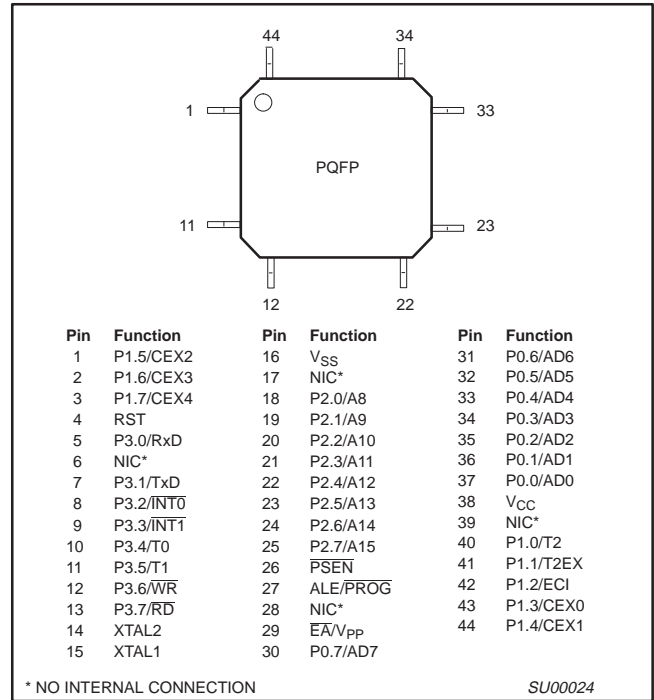 44 34
1 33
PQFP
11 23
12 22
Pin Function Pin Function Pin Function
1 P1.5/CEX2 16 VSS 31 P0.6/AD6
2 P1.6/CEX3 17 NIC* 32 P0.5/AD5
3 P1.7/CEX4 18 P2.0/A8 33 P0.4/AD4
4 RST 19 P2.1/A9 34 P0.3/AD3
5 P3.0/RxD 20 P2.2/A10 35 P0.2/AD2
6 NIC* 21 P2.3/A11 36 P0.1/AD1
7 P3.1/TxD 22 P2.4/A12 37 P0.0/AD0
8 P3.2/INT0 23 P2.5/A13 38 VCC
9 P3.3/INT1 24 P2.6/A14 39 NIC*
10 P3.4/T0 25 P2.7/A15 40 P1.0/T2
11 P3.5/T1 26 PSEN 41 P1.1/T2EX
12 P3.6/WR 27 ALE/PROG 42 P1.2/ECI
13 P3.7/RD 28 NIC* 43 P1.3/CEX0
14 XTAL2 29 EA/VPP 44 P1.4/CEX1
15 XTAL1 30 P0.7/AD7
* NO INTERNAL CONNECTION SU00024